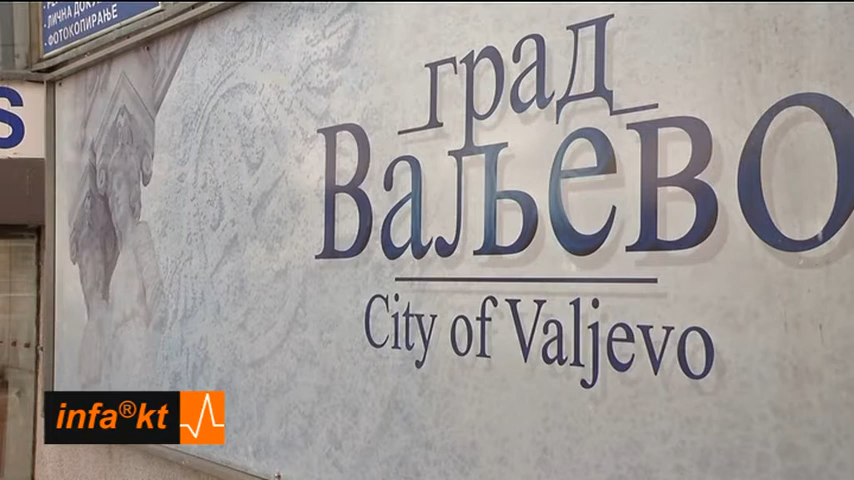 - ЛИЧНА ДОКУ
- ФОТОКОПИРАЊЕ
S
град
Ваљево
City of Valjevo
infa®kt